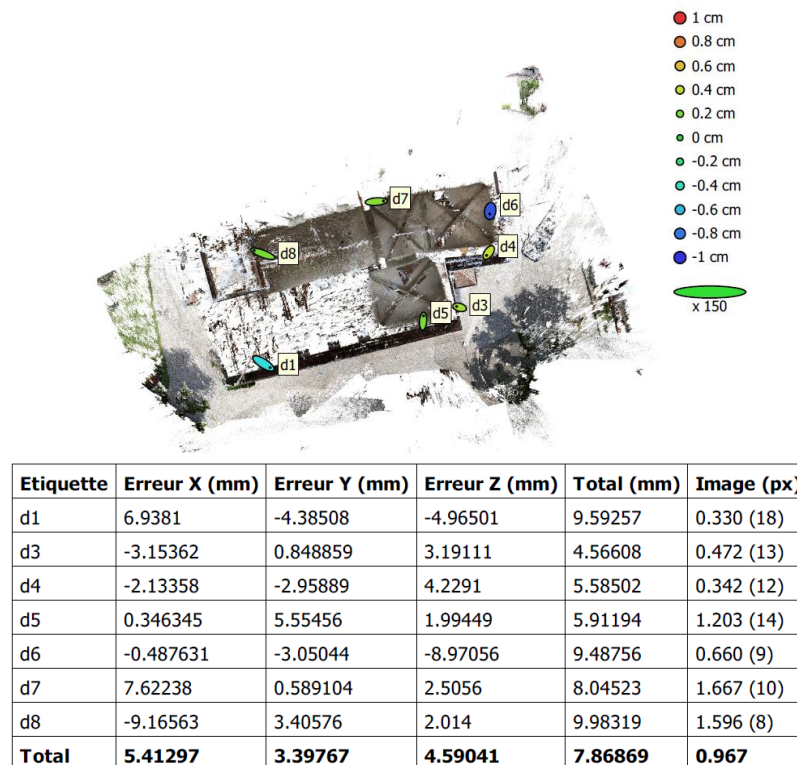 1 cm
0.8 cm
0.6 cm
0.4 cm
0.2 cm
0 cm
-0.2 cm
-0.4 cm
-0.6 cm
-0.8 cm
-1 cm
x 150
d7
d6
d8
d4
d5
d3
d1
Etiquette Erreur X (mm) Erreur Y (mm) Erreur Z (mm) Total (mm) Image (px)
d1 6.9381 -4.38508 -4.96501 9.59257 0.330 (18)
d3 -3.15362 0.848859 3.19111 4.56608 0.472 (13)
d4 -2.13358 -2.95889 4.2291 5.58502 0.342 (12)
d5 0.346345 5.55456 1.99449 5.91194 1.203 (14)
d6 -0.487631 -3.05044 -8.97056 9.48756 0.660 (9)
d7 7.62238 0.589104 2.5056 8.04523 1.667 (10)
d8 -9.16563 3.40576 2.014 9.98319 1.596 (8)
Total 5.41297 3.39767 4.59041 7.86869 0.967